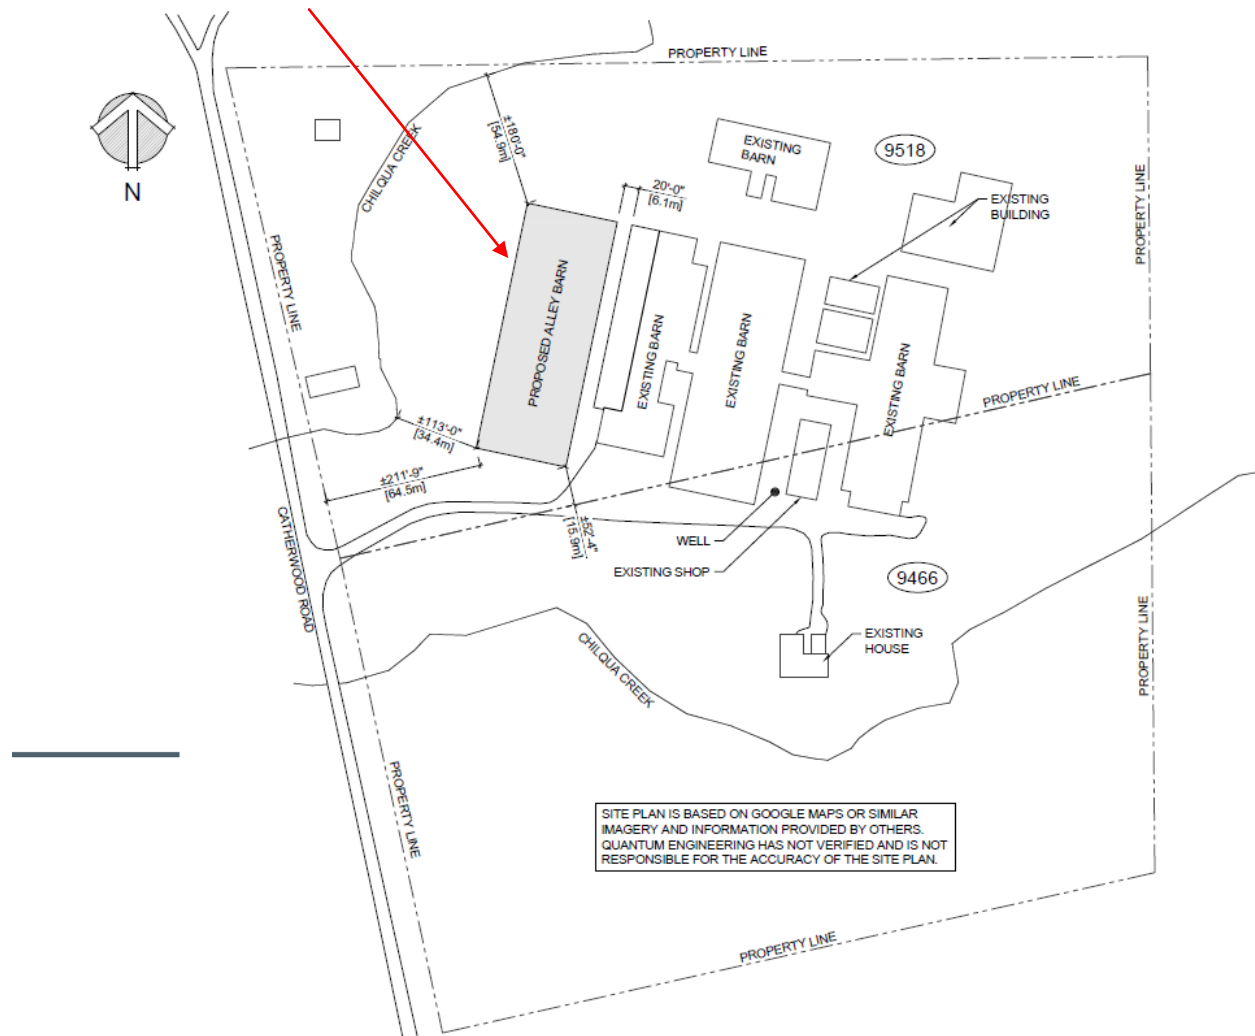 PROPERTY LINE
N
CHILQUA CREEK
±180'-0"
[54.9m]
EXISTING
BARN
9518
20'-0"
[6.1m]
EXISTING
BUILDING
PROPERTY LINE
PROPERTY LINE
PROPOSED ALLEY BARN
EXISTING BARN
EXISTING BARN
EXISTING BARN
PROPERTY LINE
±113'-0"
[34.4m]
±211'-9"
[64.5m]
±52'-4"
[15.9m]
WELL
EXISTING SHOP
9466
CATHERWOOD ROAD
EXISTING
HOUSE
CHILQUA CREEK
PROPERTY LINE
PROPERTY LINE
SITE PLAN IS BASED ON GOOGLE MAPS OR SIMILAR
IMAGERY AND INFORMATION PROVIDED BY OTHERS.
QUANTUM ENGINEERING HAS NOT VERIFIED AND IS NOT
RESPONSIBLE FOR THE ACCURACY OF THE SITE PLAN.
PROPERTY LINE